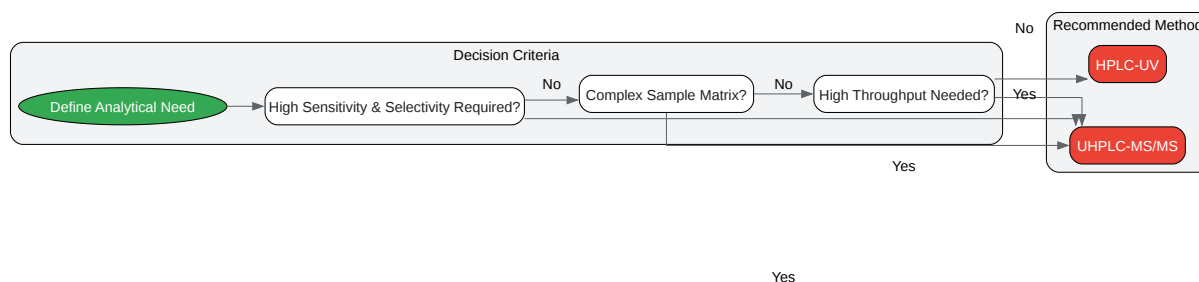 No
Recommended Method
Decision Criteria
HPLC-UV
No
No
Define Analytical Need
High Sensitivity & Selectivity Required?
Complex Sample Matrix?
High Throughput Needed?
Yes
UHPLC-MS/MS
Yes
Yes